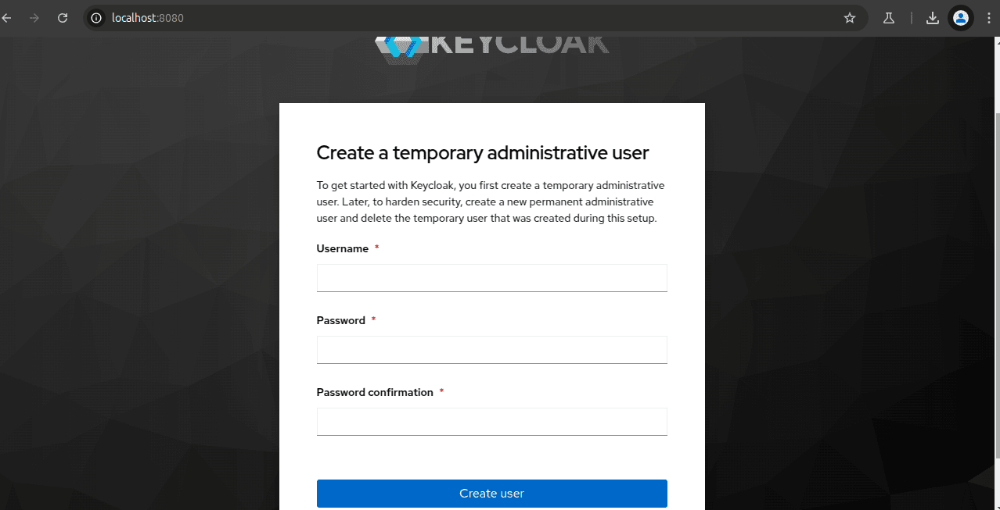 localhost:8080
KEYCLOAK
Create a temporary administrative user
To get started with Keycloak, you first create a temporary administrative
user. Later, to harden security, create a new permanent administrative
user and delete the temporary user that was created during this setup.
Username *
Password *
Password confirmation *
Create user